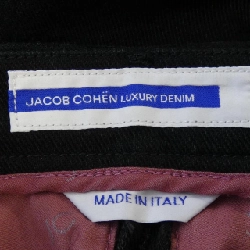 JACOB COHËN LUXURY DENIM
MADE IN ITALY